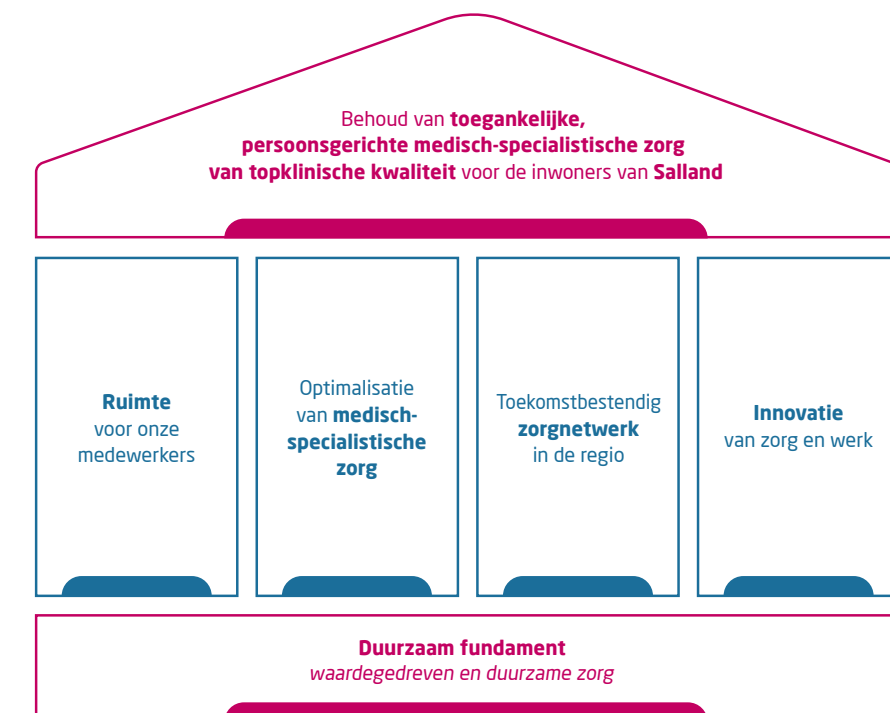 Behoud van toegankelijke,
persoonsgerichte medisch-specialistische zorg
van topklinische kwaliteit voor de inwoners van Salland
Ruimte
voor onze
medewerkers
Optimalisatie
van medisch-
specialistische
zorg
Toekomstbestendig
zorgnetwerk
in de regio
Innovatie
van zorg en werk
Duurzaam fundament
waardegedreven en duurzame zorg